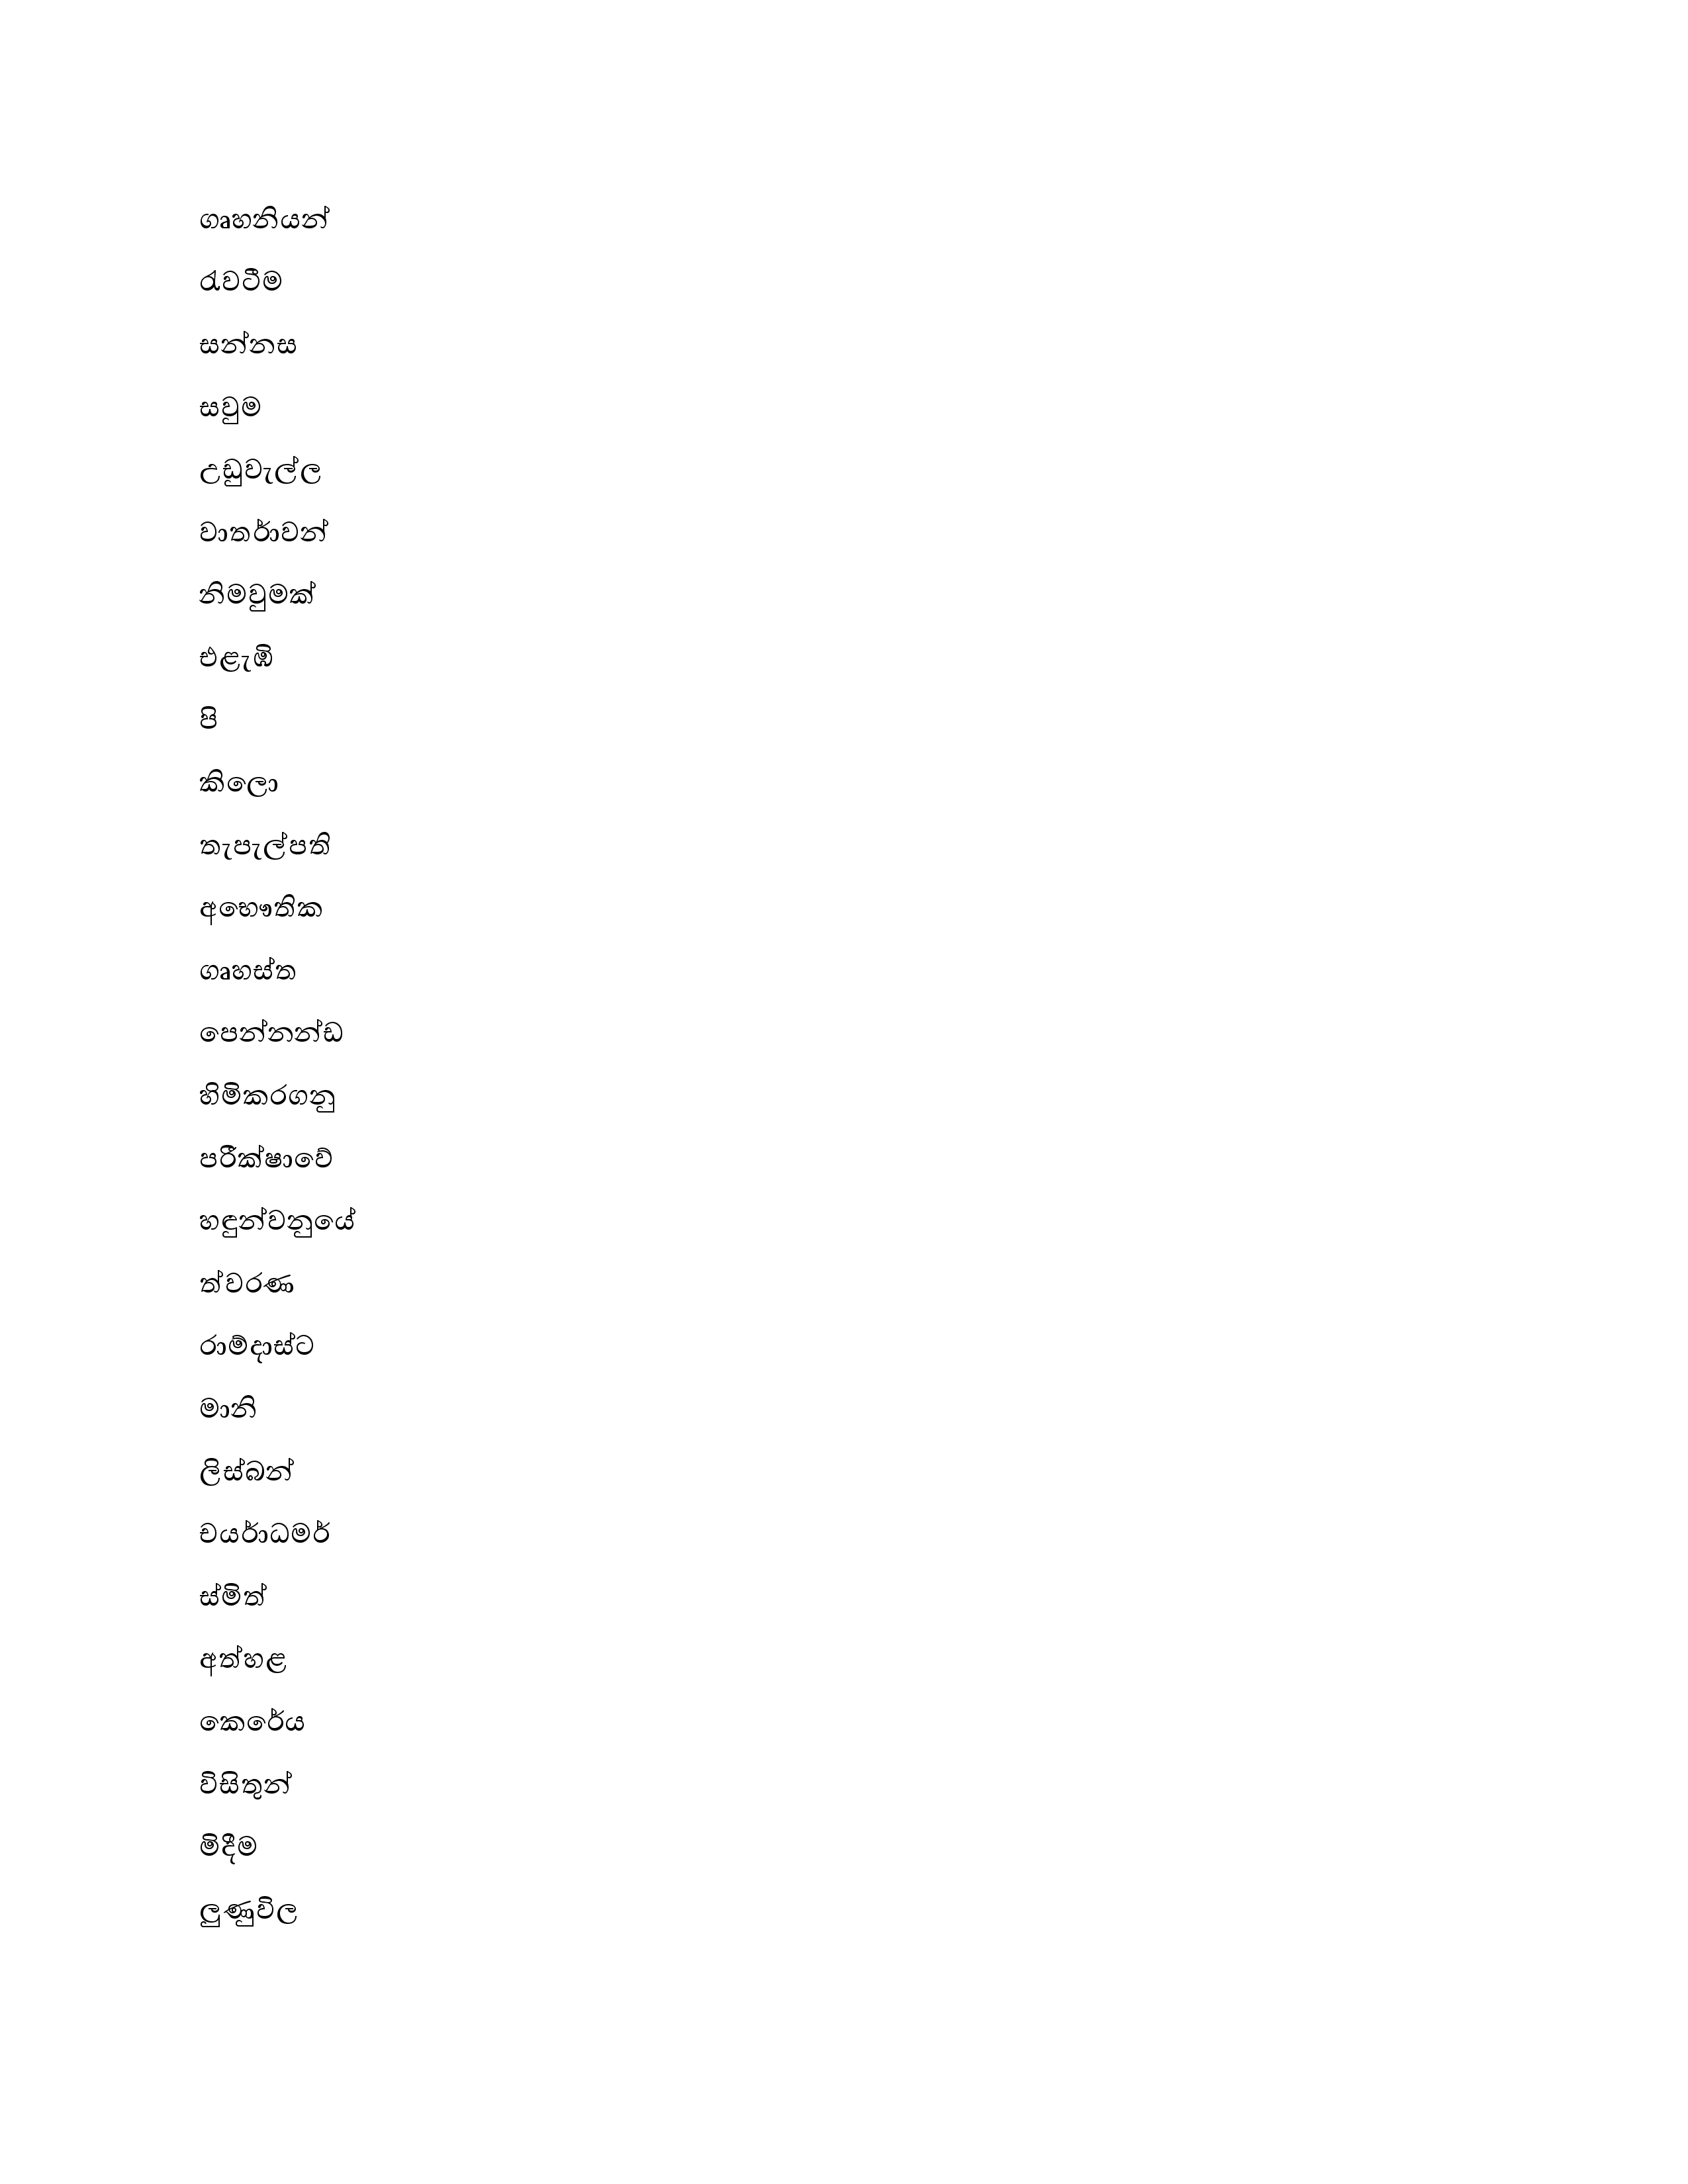 ගෘහනියන්
රැවටීම
සන්නස
සවුම
උඩුවැල්ල
වාතර්‍ාවන්
නිමවුමක්
එළැඹි
පි
කිලො
තැපැල්පති
අභෞතික
ගෘහස්ත
පෙන්නන්ඩ
හිමිකරගනු
පරීක්ෂාවේ
හඳුන්වනුයේ
ත්වරණ
රාම්දාස්ට
මානි
ලිස්බන්
චයර්‍ාධමර්
ස්මිත්
අත්හළ
කෙරේය
විසිතුන්
මිදීම
ලුණුවිල